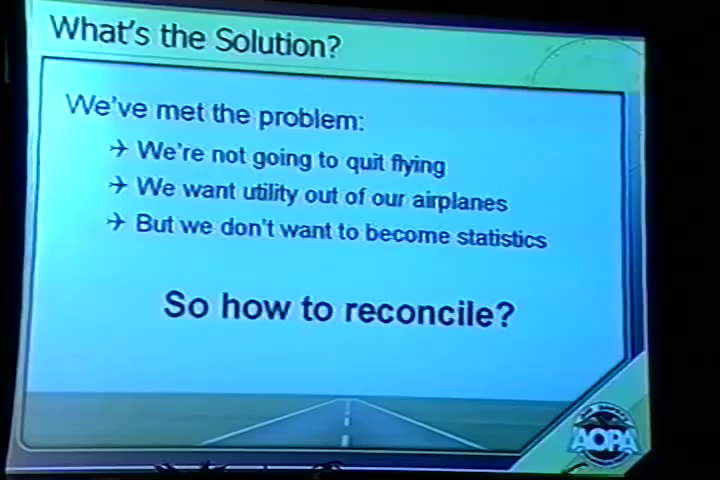 What's the Solution?
We've met the problem:
We're not going to quit flying
We want utility out of our airplanes
But we don't want to become statistics
So how to reconcile?
AOPA